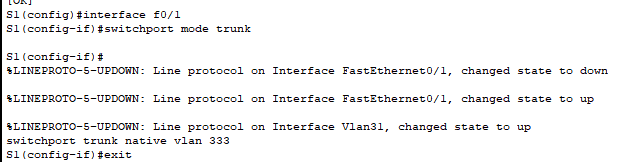 [OK]
S1(config)#interface f0/1
S1(config-if)#switchport mode trunk
S1(config-if)#
%LINEPROTO-5-UPDOWN: Line protocol on Interface FastEthernet0/1, changed state to down
%LINEPROTO-5-UPDOWN: Line protocol on Interface FastEthernet0/1, changed state to up
%LINEPROTO-5-UPDOWN: Line protocol on Interface Vlan31, changed state to up
switchport trunk native vlan 333
S1(config-if)#exit